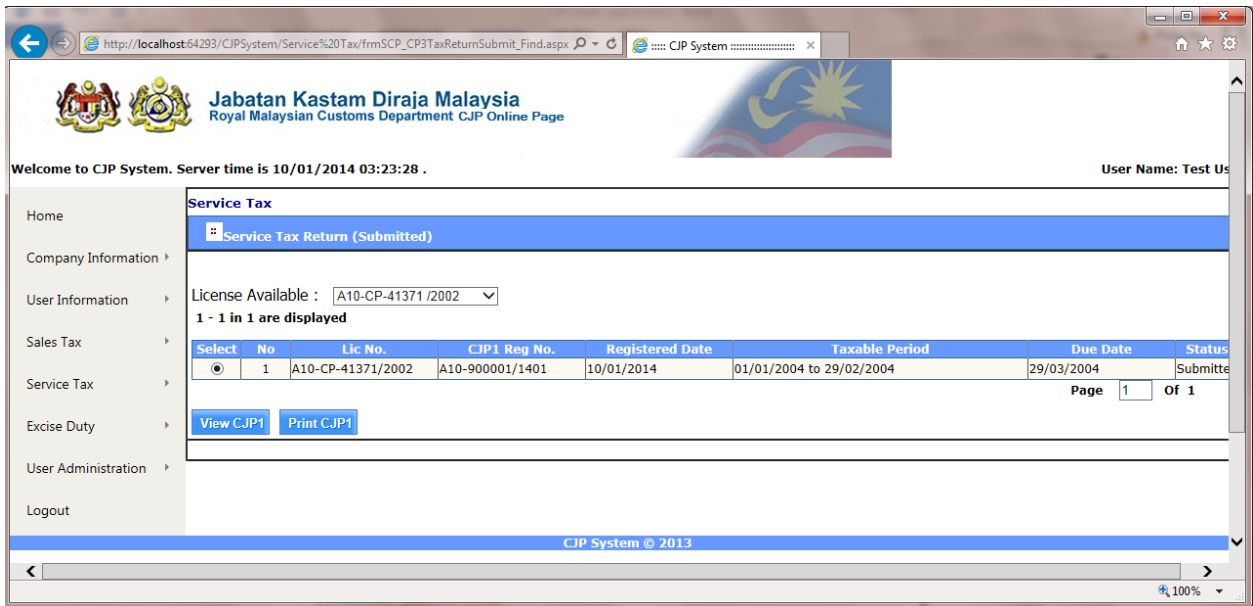 http://localhost:64293/CJPSystem/Service%20Tax/frmSCP_CP3TaxReturnSubmit_Find.aspx
::::: CJP System ::::::::::::::::::::::
Jabatan Kastam Diraja Malaysia
Royal Malaysian Customs Department CJP Online Page
Welcome to CJP System. Server time is 10/01/2014 03:23:28 .
User Name: Test Us
Home
Company Information
User Information
Sales Tax
Service Tax
Excise Duty
User Administration
Logout
Service Tax
Service Tax Return (Submitted)
License Available : A10-CP-41371 /2002
1 - 1 in 1 are displayed
Select No Lic No. CJP1 Reg No. Registered Date Taxable Period Due Date Status
1 A10-CP-41371/2002 A10-900001/1401 10/01/2014 01/01/2004 to 29/02/2004 29/03/2004 Submitte
Page 1 Of 1
View CJP1 Print CJP1
CJP System © 2013
100%